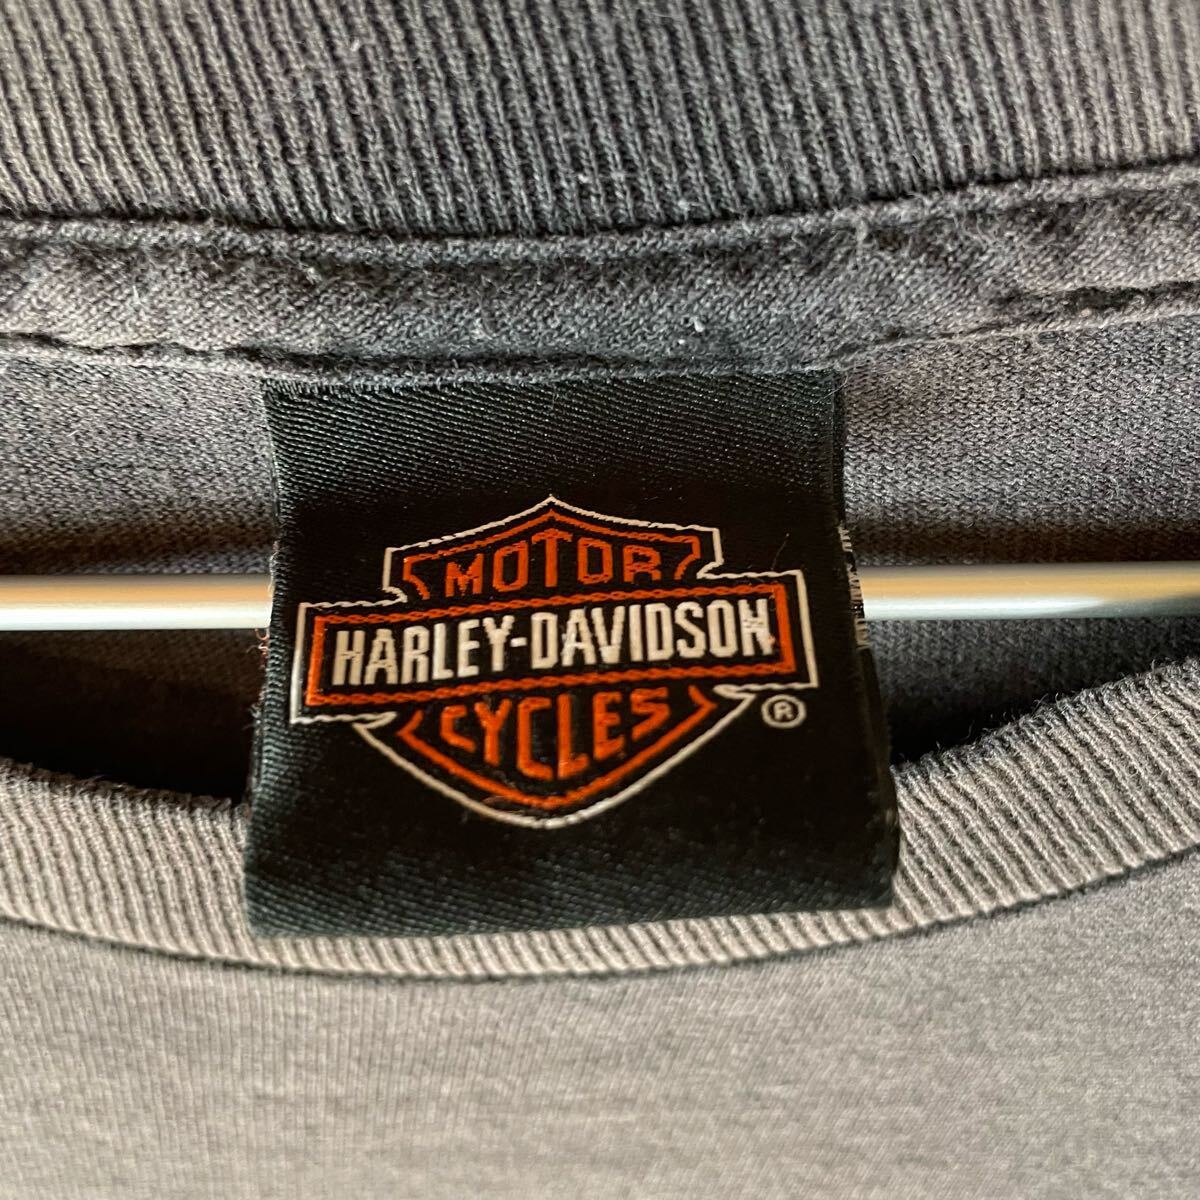 MOTOR
HARLEY-DAVIDSON
CYCLES
®